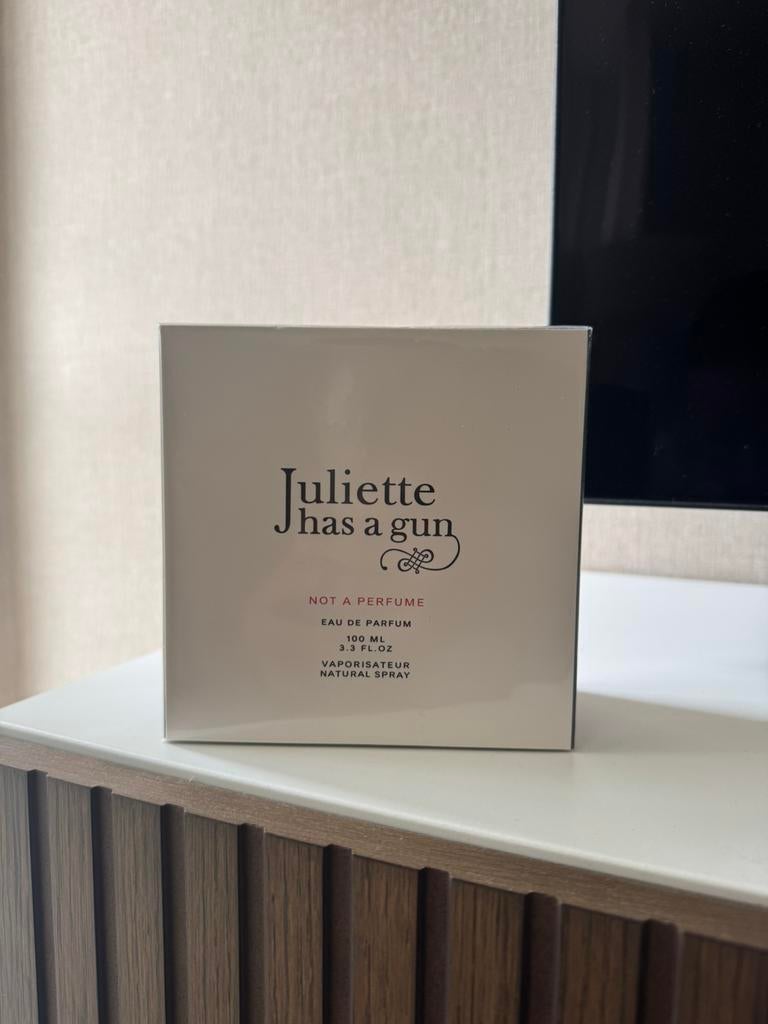 Juliette
has a gun
NOT A PERFUME
EAU DE PARFUM
100 ML
3.3 FL.OZ
VAPORISATEUR
NATURAL SPRAY